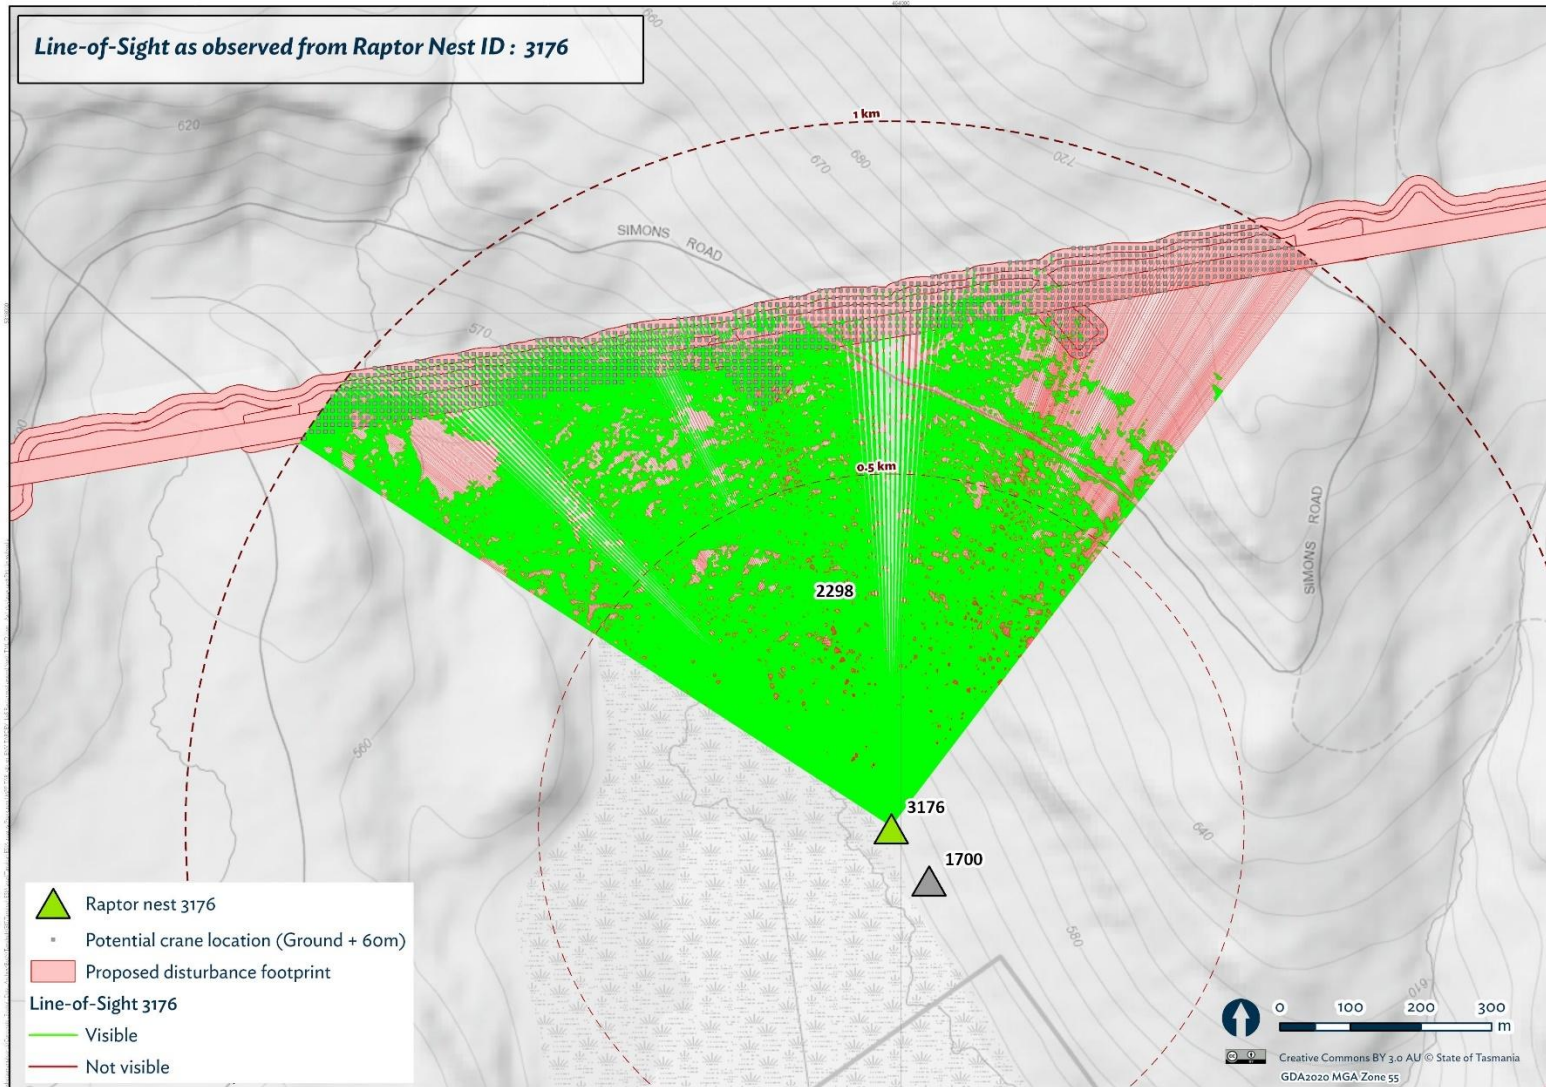 Line-of-Sight as observed from Raptor Nest ID : 3176
660
620
1 km
670
680
720
SIMONS ROAD
570
0.5 km
SIMONS ROAD
2298
560
3176
640
1700
580
610
Raptor nest 3176
Potential crane location (Ground + 60m)
Proposed disturbance footprint
Line-of-Sight 3176
Visible
Not visible
0 100 200 300
m
Creative Commons BY 3.0 AU © State of Tasmania
GDA2020 MGA Zone 55